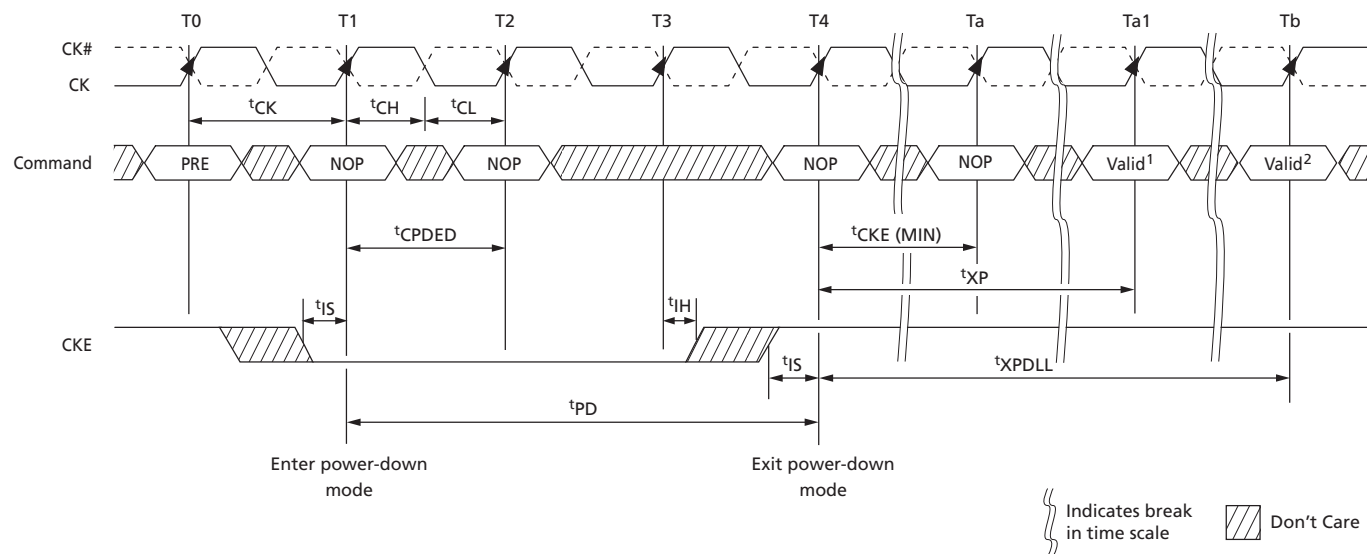 T0 T1 T2 T3 T4 Ta Ta1 Tb
CK#
CK
tCK tCH tCL
Command PRE NOP NOP NOP NOP Valid1 Valid2
tCPDED tCKE (MIN)
tXP
tIS tIH
CKE
tIS tXPDLL
tPD
Enter power-down
mode
Exit power-down
mode
Indicates break
in time scale
Don't Care